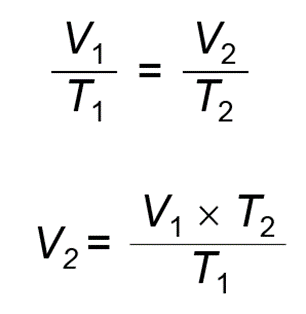 V₁/T₁ = V₂/T₂
V₂ = (V₁ × T₂)/T₁